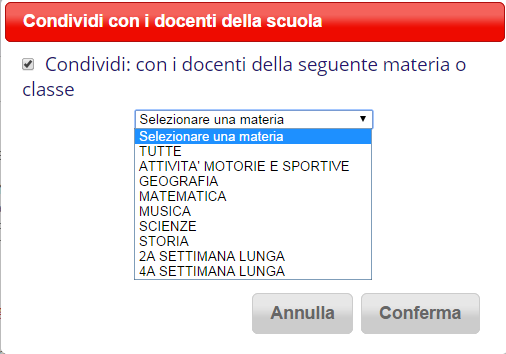 Condividi con i docenti della scuola
Condividi: con i docenti della seguente materia o
classe
Selezionare una materia
Selezionare una materia
TUTTE
ATTIVITA' MOTORIE E SPORTIVE
GEOGRAFIA
MATEMATICA
MUSICA
SCIENZE
STORIA
2A SETTIMANA LUNGA
4A SETTIMANA LUNGA
Annulla Conferma